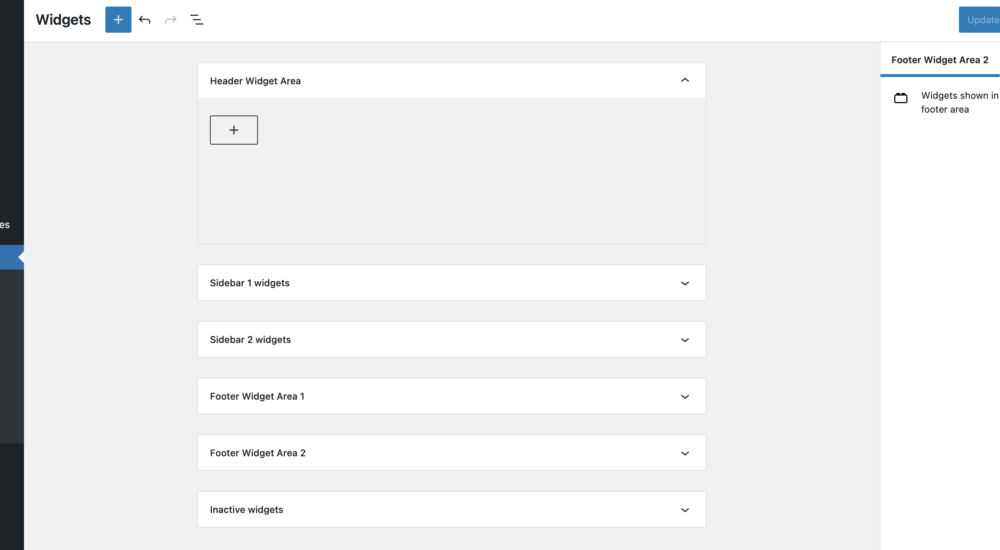 Widgets
Update
Header Widget Area
Footer Widget Area 2
Widgets shown in
footer area
es
Sidebar 1 widgets
Sidebar 2 widgets
Footer Widget Area 1
Footer Widget Area 2
Inactive widgets